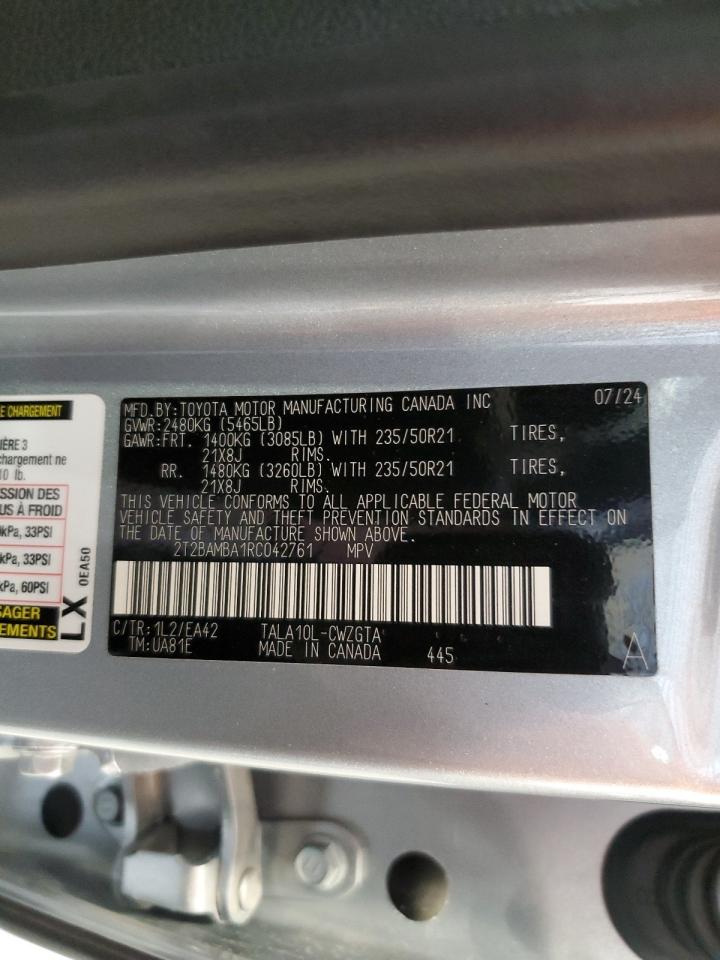 E CHARGEMENT
IÈRE 3
chargement ne
0 lb.
SSION DES
US À FROID
kPa, 33PSI
kPa, 33PSI
kPa, 60PSI
SAGER
EMENTS
LX 0EA50
MFD.BY:TOYOTA MOTOR MANUFACTURING CANADA INC 07/24
GVWR:2480KG (5465LB)
GAWR:FRT. 1400KG (3085LB) WITH 235/50R21 TIRES,
21X8J RIMS.
RR. 1480KG (3260LB) WITH 235/50R21 TIRES,
21X8J RIMS.
THIS VEHICLE CONFORMS TO ALL APPLICABLE FEDERAL MOTOR
VEHICLE SAFETY AND THEFT PREVENTION STANDARDS IN EFFECT ON
THE DATE OF MANUFACTURE SHOWN ABOVE.
2T2BAMBA1RC042761 MPV
C/TR:1L2/EA42 TALA10L-CWZGTA
TM:UA81E MADE IN CANADA 445
A